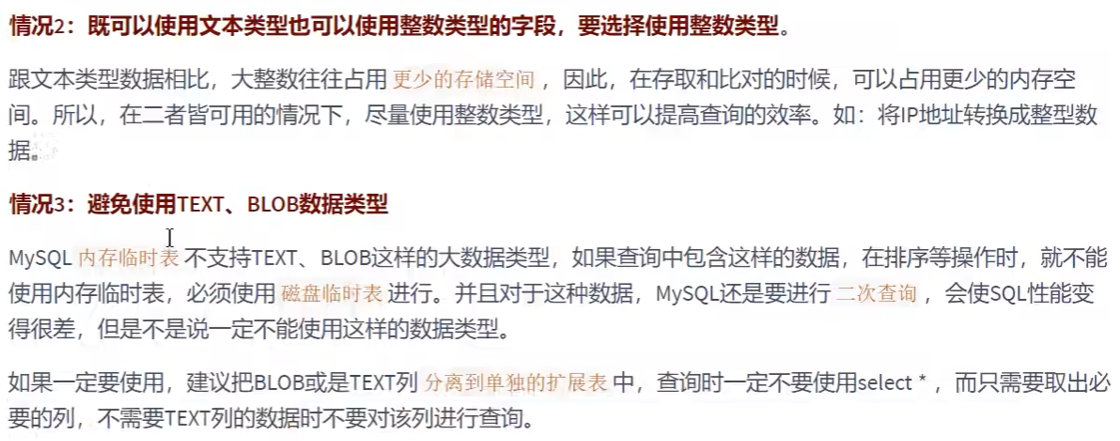 情况2：既可以使用文本类型也可以使用整数类型的字段，要选择使用整数类型。
跟文本类型数据相比，大整数往往占用 更少的存储空间 ，因此，在存取和比对的时候，可以占用更少的内存空
间。所以，在二者皆可用的情况下，尽量使用整数类型，这样可以提高查询的效率。如：将IP地址转换成整型数
据。
情况3：避免使用TEXT、BLOB数据类型
MySQL 内存临时表 不支持TEXT、BLOB这样的大数据类型，如果查询中包含这样的数据，在排序等操作时，就不能
使用内存临时表，必须使用 磁盘临时表 进行。并且对于这种数据，MySQL还是要进行 二次查询 ，会使SQL性能变
得很差，但是不是说一定不能使用这样的数据类型。
如果一定要使用，建议把BLOB或是TEXT列 分离到单独的扩展表 中，查询时一定不要使用select * ，而只需要取出必
要的列，不需要TEXT列的数据时不要对该列进行查询。